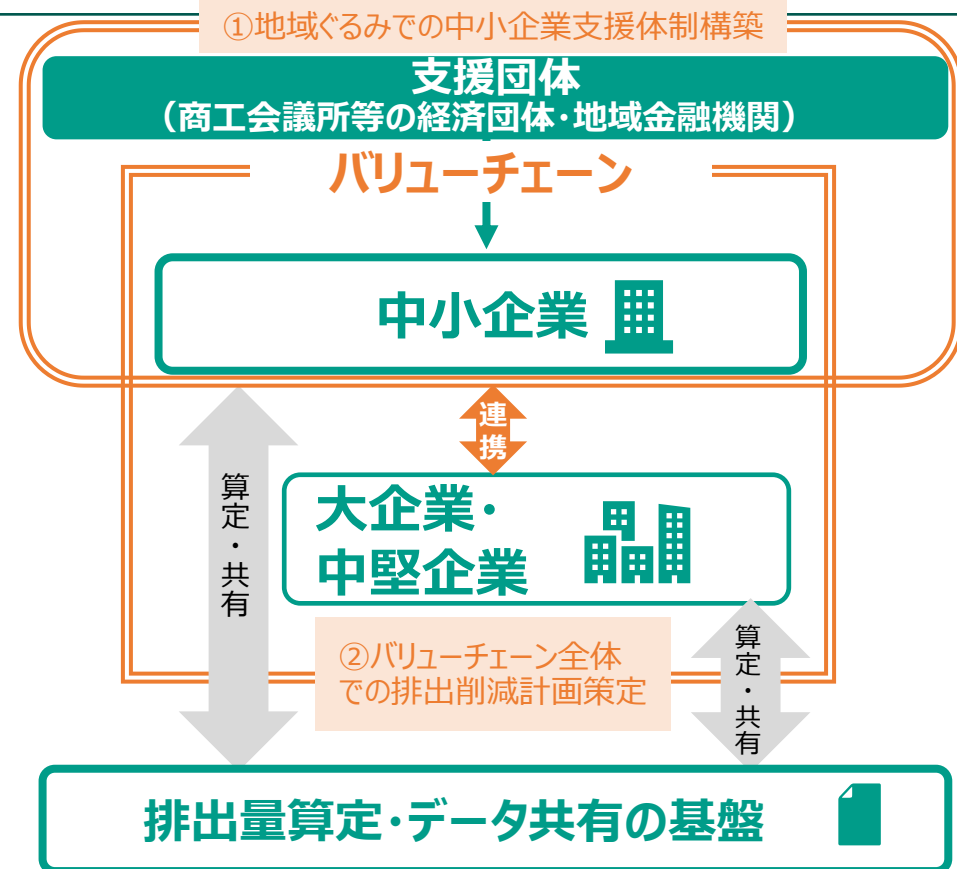 ①地域ぐるみでの中小企業支援体制構築
支援団体
（商工会議所等の経済団体・地域金融機関）
バリューチェーン
中小企業
連携
大企業・
中堅企業
算定・共有
②バリューチェーン全体
での排出削減計画策定
算定・共有
排出量算定・データ共有の基盤